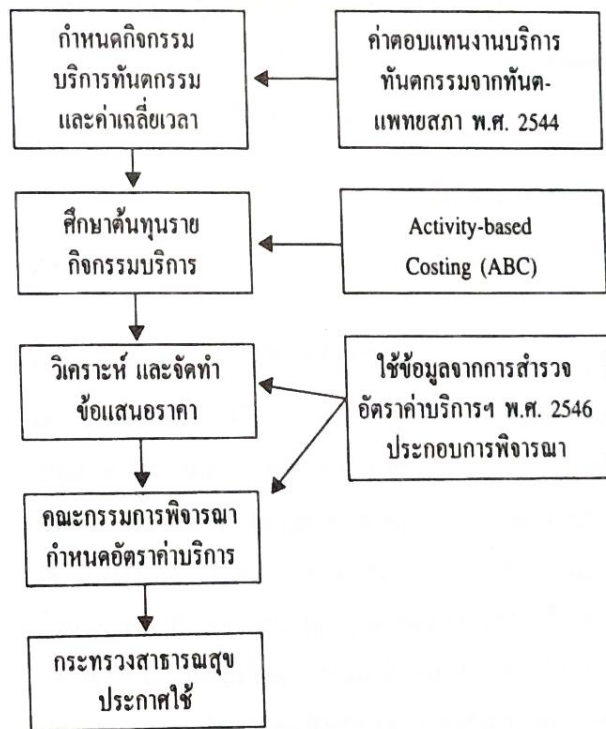 กำหนดกิจกรรม
บริการทันตกรรม
และค่าเฉลี่ยเวลา
ค่าตอบแทนงานบริการ
ทันตกรรมจากทันต-
แพทยสภา พ.ศ. 2544
ศึกษาต้นทุนราย
กิจกรรมบริการ
Activity-based
Costing (ABC)
วิเคราะห์ และจัดทำ
ข้อเสนอราคา
ใช้ข้อมูลจากการสำรวจ
อัตราค่าบริการฯ พ.ศ. 2546
ประกอบการพิจารณา
คณะกรรมการพิจารณา
กำหนดอัตราค่าบริการ
กระทรวงสาธารณสุข
ประกาศใช้